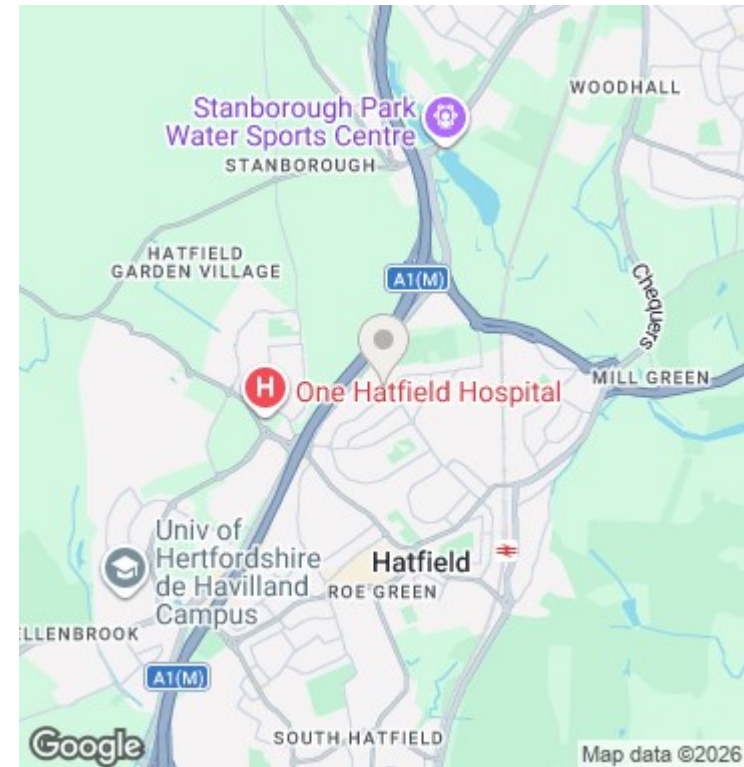 WOODHALL
Stanborough Park
Water Sports Centre
STANBOROUGH
HATFIELD
GARDEN VILLAGE
A1(M)
Chequers
H
One Hatfield Hospital
MILL GREEN
Univ of
Hertfordshire
de Havilland
Campus
Hatfield
ROE GREEN
ELLENBROOK
A1(M)
SOUTH HATFIELD
Google
Map data ©2026